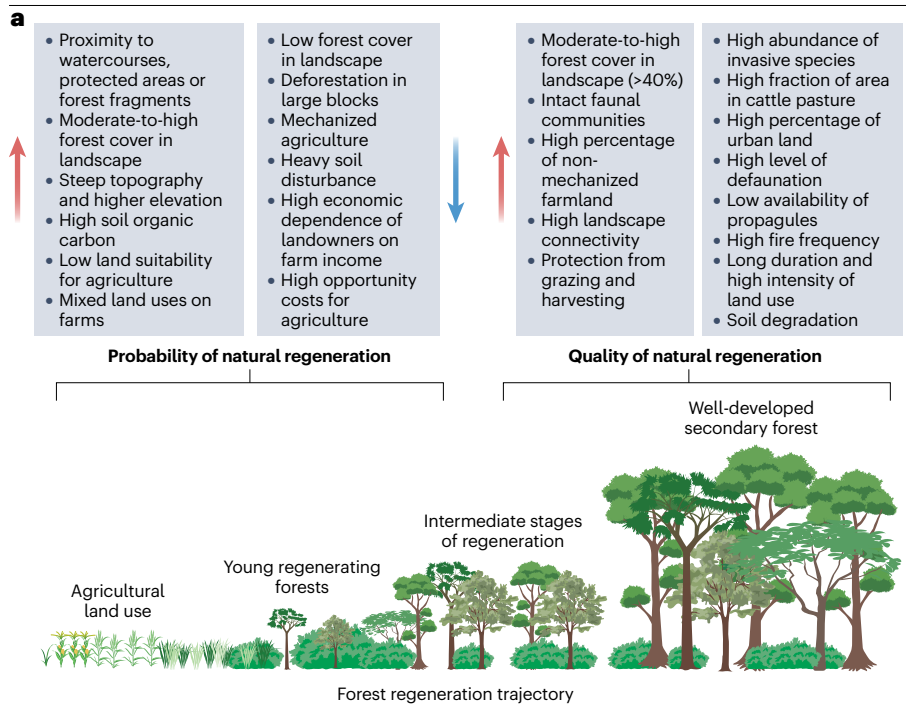 a
• Proximity to
watercourses,
protected areas or
forest fragments
• Moderate-to-high
forest cover in
landscape
• Steep topography
and higher elevation
• High soil organic
carbon
• Low land suitability
for agriculture
• Mixed land uses on
farms
• Low forest cover
in landscape
• Deforestation in
large blocks
• Mechanized
agriculture
• Heavy soil
disturbance
• High economic
dependence of
landowners on
farm income
• High opportunity
costs for
agriculture
Probability of natural regeneration
• Moderate-to-high
forest cover in
landscape (>40%)
• Intact faunal
communities
• High percentage
of non-
mechanized
farmland
• High landscape
connectivity
• Protection from
grazing and
harvesting
• High abundance of
invasive species
• High fraction of area
in cattle pasture
• High percentage of
urban land
• High level of
defaunation
• Low availability of
propagules
• High fire frequency
• Long duration and
high intensity of
land use
• Soil degradation
Quality of natural regeneration
Agricultural
land use
Young regenerating
forests
Intermediate stages
of regeneration
Well-developed
secondary forest
Forest regeneration trajectory